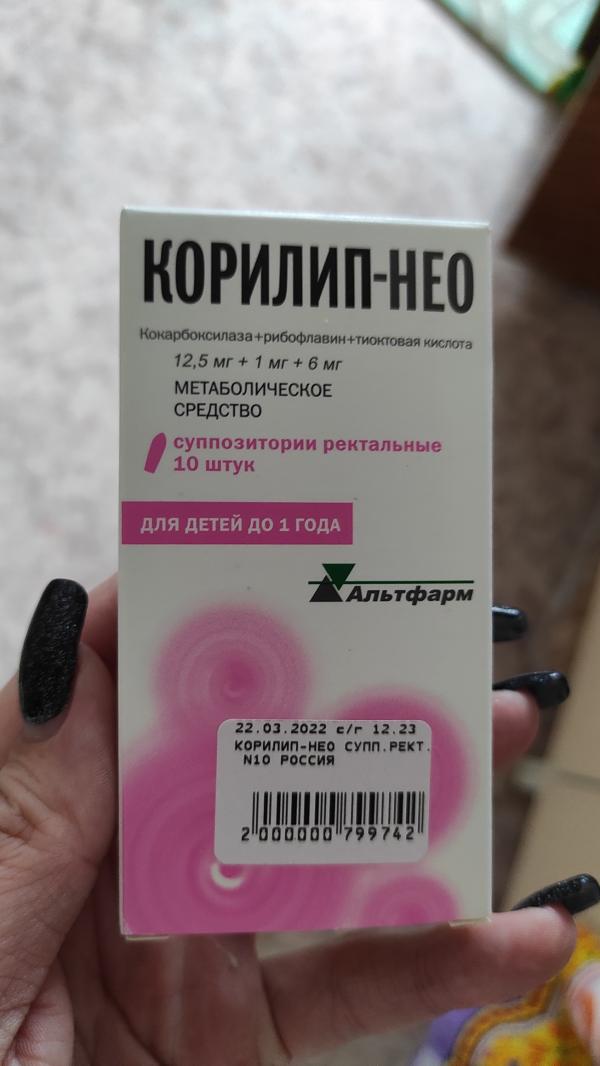 КОРИЛИП-НЕО
Кокарбоксилаза+рибофлавин+тиоктовая кислота
12,5 мг + 1 мг + 6 мг
МЕТАБОЛИЧЕСКОЕ
СРЕДСТВО
суппозитории ректальные
10 штук
ДЛЯ ДЕТЕЙ ДО 1 ГОДА
Альтфарм
22.03.2022 с/г 12.23
КОРИЛИП-НЕО СУПП.РЕКТ.
N10 РОССИЯ
2 000000 799742